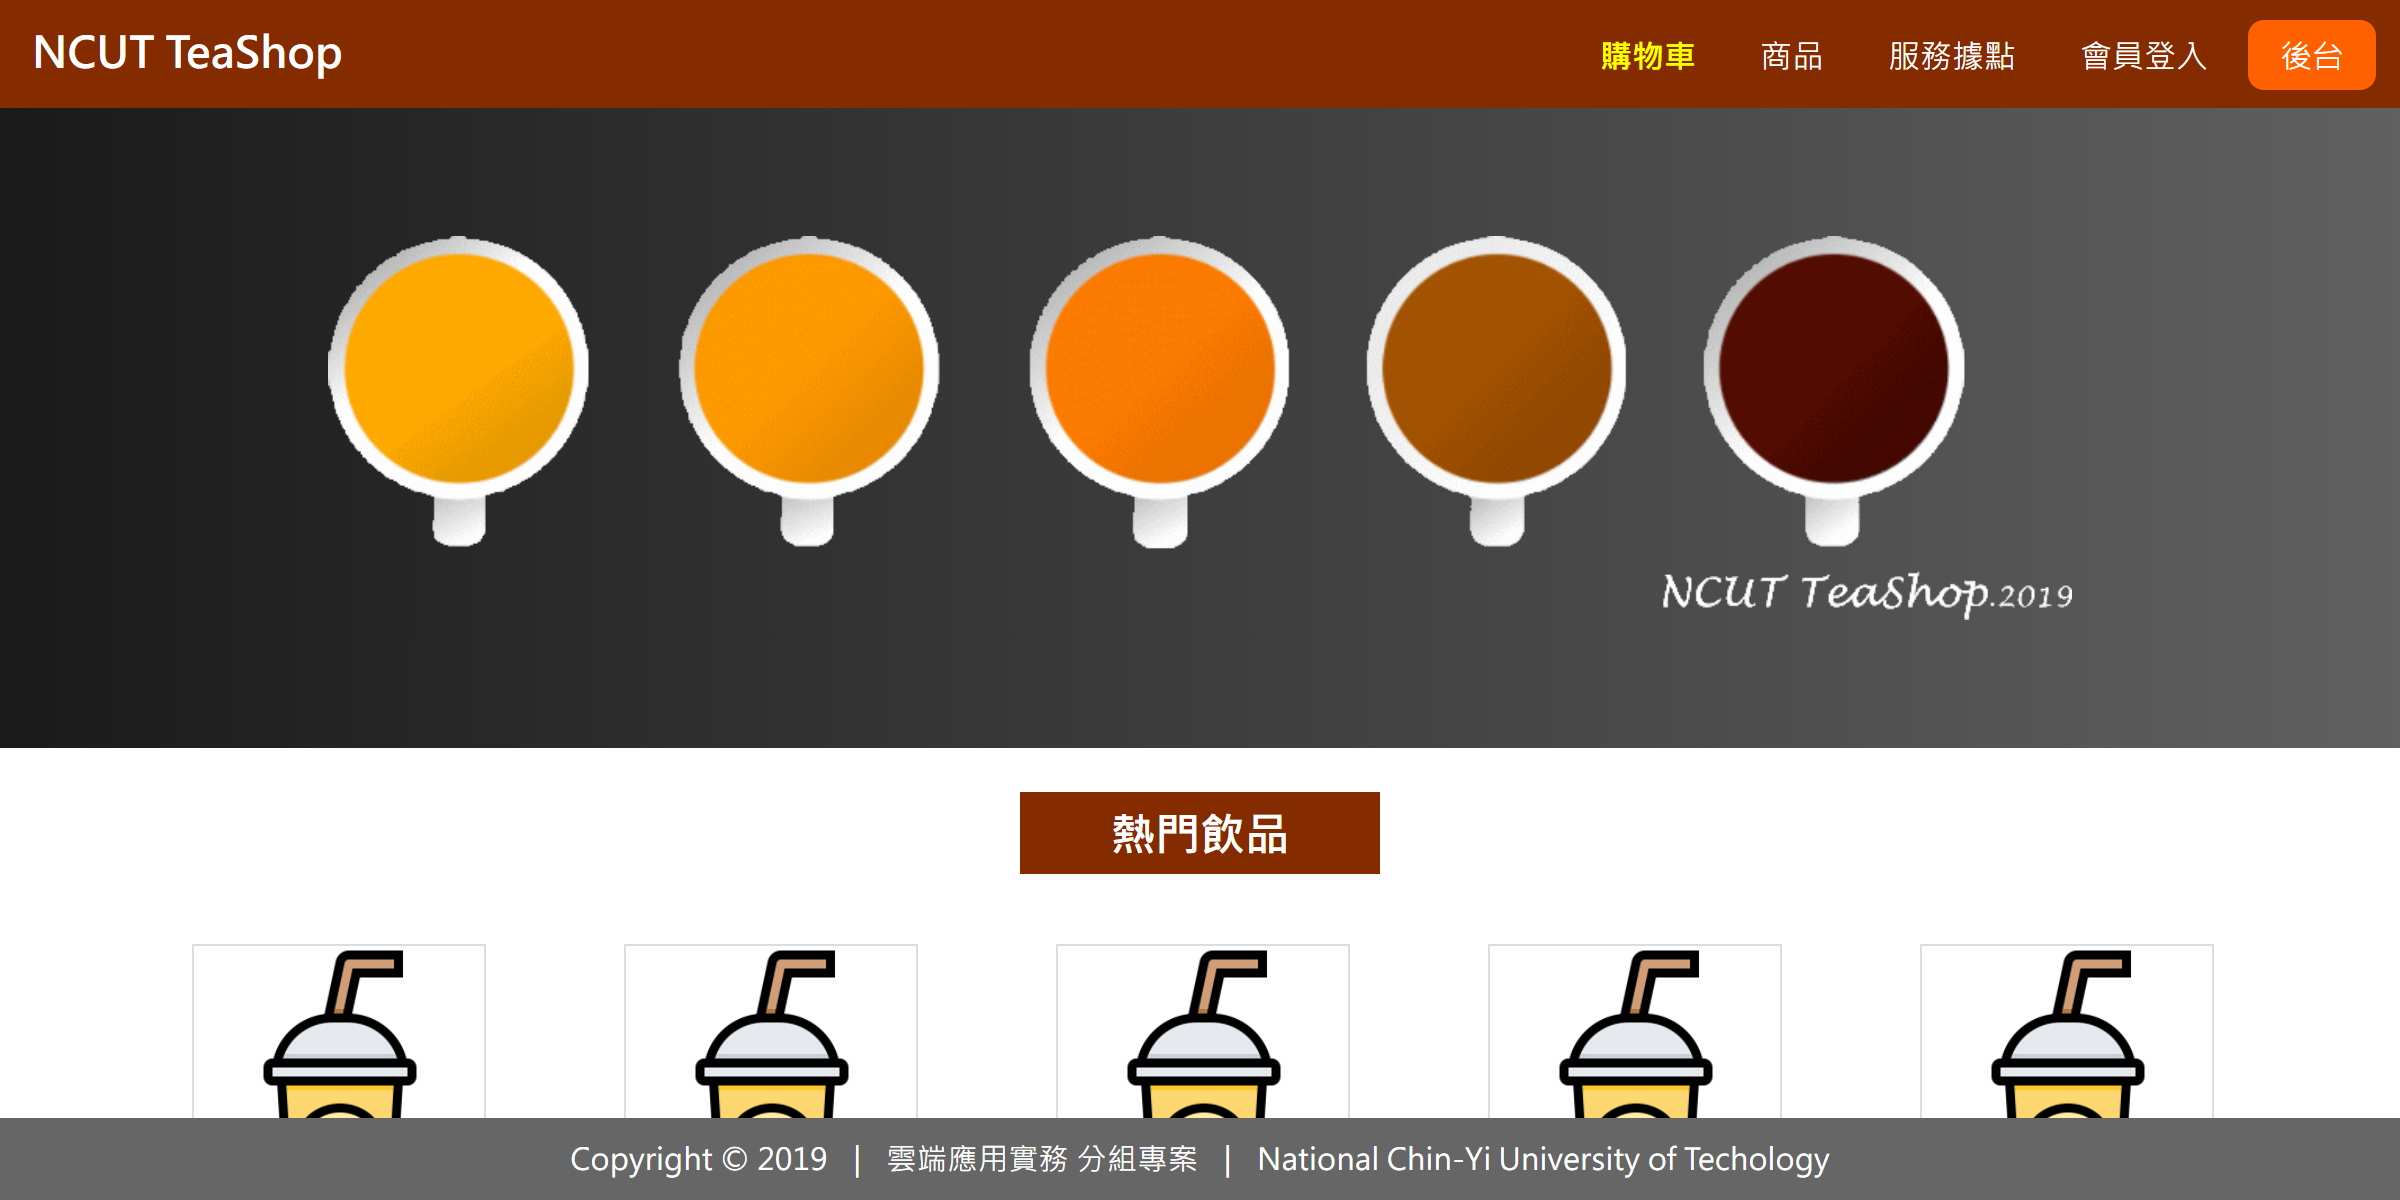 NCUT TeaShop 購物車 商品 服務據點 會員登入 後台
NCUT TeaShop.2019
熱門飲品
Copyright © 2019 | 雲端應用實務 分組專案 | National Chin-Yi University of Techology